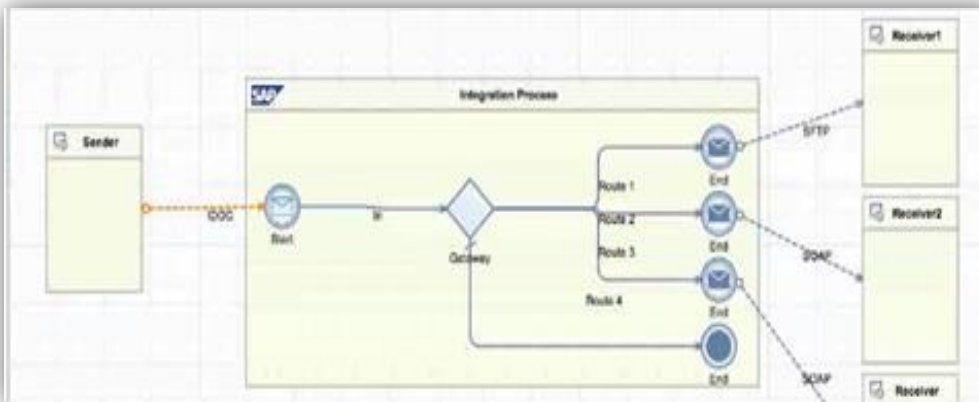 Receiver1
SAP
Integration Process
Sender
SFTP
End
Route 1
IDOC
Start
Route 2
Receiver2
End
Gateway
Route 3
SOAP
Route 4
End
End
SOAP
Receiver